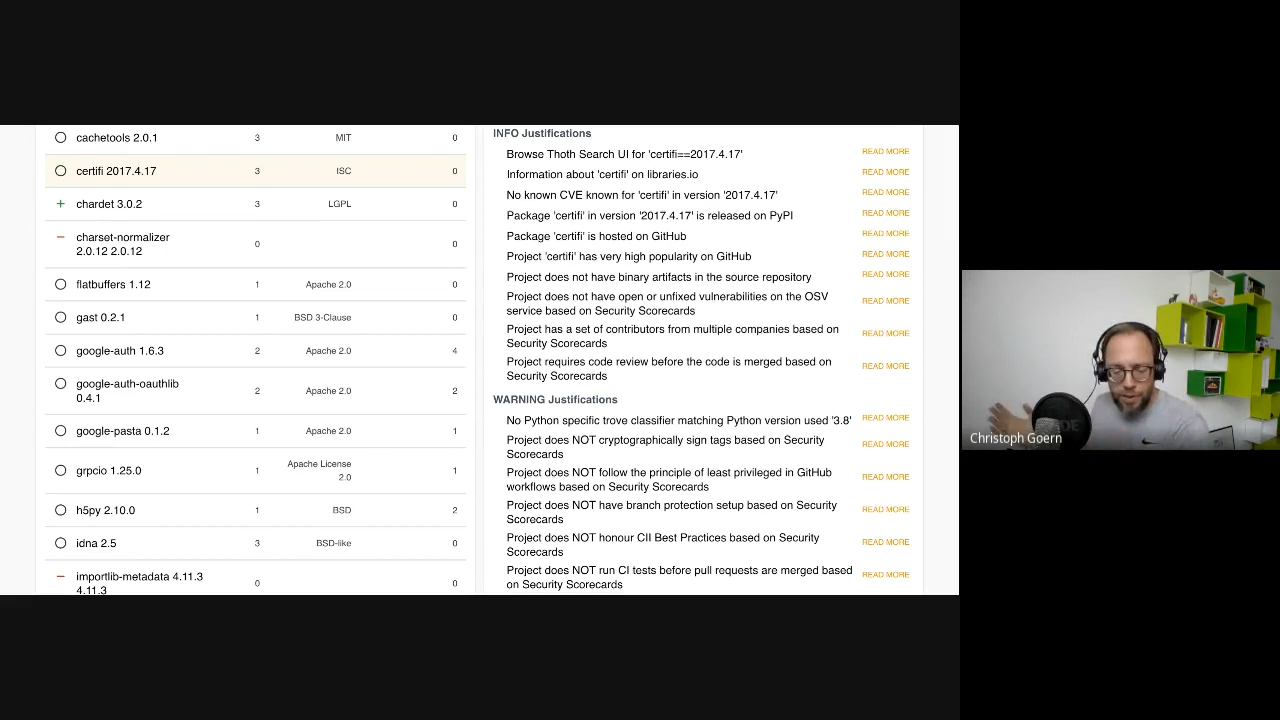 cachetools 2.0.1 3 MIT 0
certifi 2017.4.17 3 ISC 0
chardet 3.0.2 3 LGPL 0
charset-normalizer
2.0.12 2.0.12 0 0
flatbuffers 1.12 1 Apache 2.0 0
gast 0.2.1 1 BSD 3-Clause 0
google-auth 1.6.3 2 Apache 2.0 4
google-auth-oauthlib
0.4.1 2 Apache 2.0 2
google-pasta 0.1.2 1 Apache 2.0 1
grpcio 1.25.0 1 Apache License
2.0 1
h5py 2.10.0 1 BSD 2
idna 2.5 3 BSD-like 0
importlib-metadata 4.11.3
4.11.3 0 0
INFO Justifications
Browse Thoth Search UI for 'certifi==2017.4.17' READ MORE
Information about 'certifi' on libraries.io READ MORE
No known CVE known for 'certifi' in version '2017.4.17' READ MORE
Package 'certifi' in version '2017.4.17' is released on PyPI READ MORE
Package 'certifi' is hosted on GitHub READ MORE
Project 'certifi' has very high popularity on GitHub READ MORE
Project does not have binary artifacts in the source repository READ MORE
Project does not have open or unfixed vulnerabilities on the OSV
service based on Security Scorecards READ MORE
Project has a set of contributors from multiple companies based on
Security Scorecards READ MORE
Project requires code review before the code is merged based on
Security Scorecards READ MORE
WARNING Justifications
No Python specific trove classifier matching Python version used '3.8' READ MORE
Project does NOT cryptographically sign tags based on Security
Scorecards READ MORE
Project does NOT follow the principle of least privileged in GitHub
workflows based on Security Scorecards READ MORE
Project does NOT have branch protection setup based on Security
Scorecards READ MORE
Project does NOT honour CII Best Practices based on Security
Scorecards READ MORE
Project does NOT run CI tests before pull requests are merged based
on Security Scorecards READ MORE
Christoph Goern